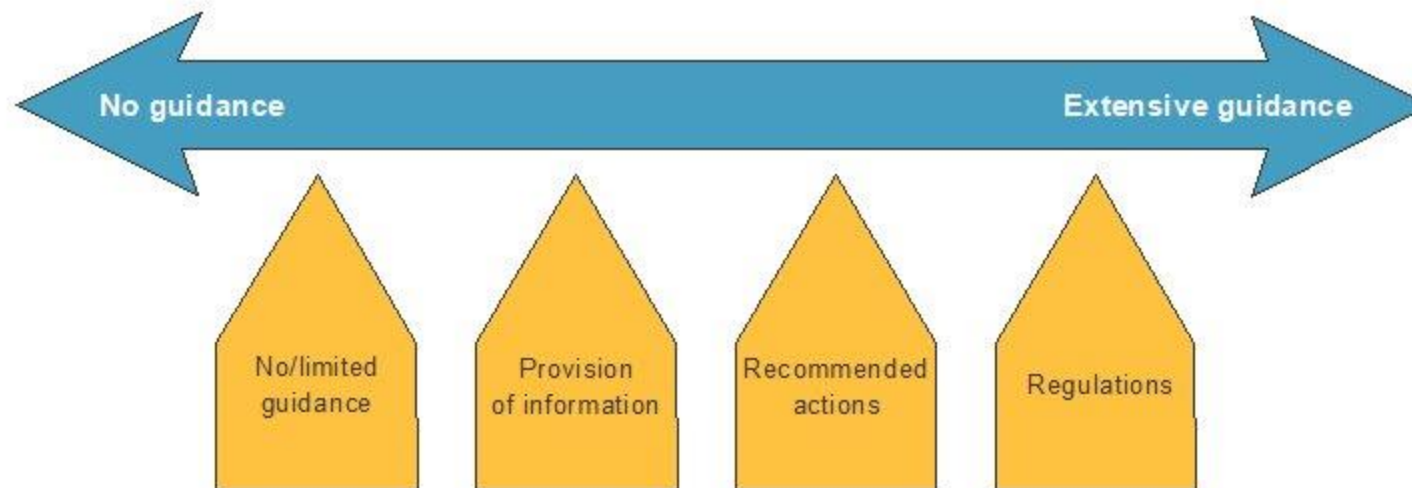 No guidance
Extensive guidance
No/limited
guidance
Provision
of information
Recommended
actions
Regulations